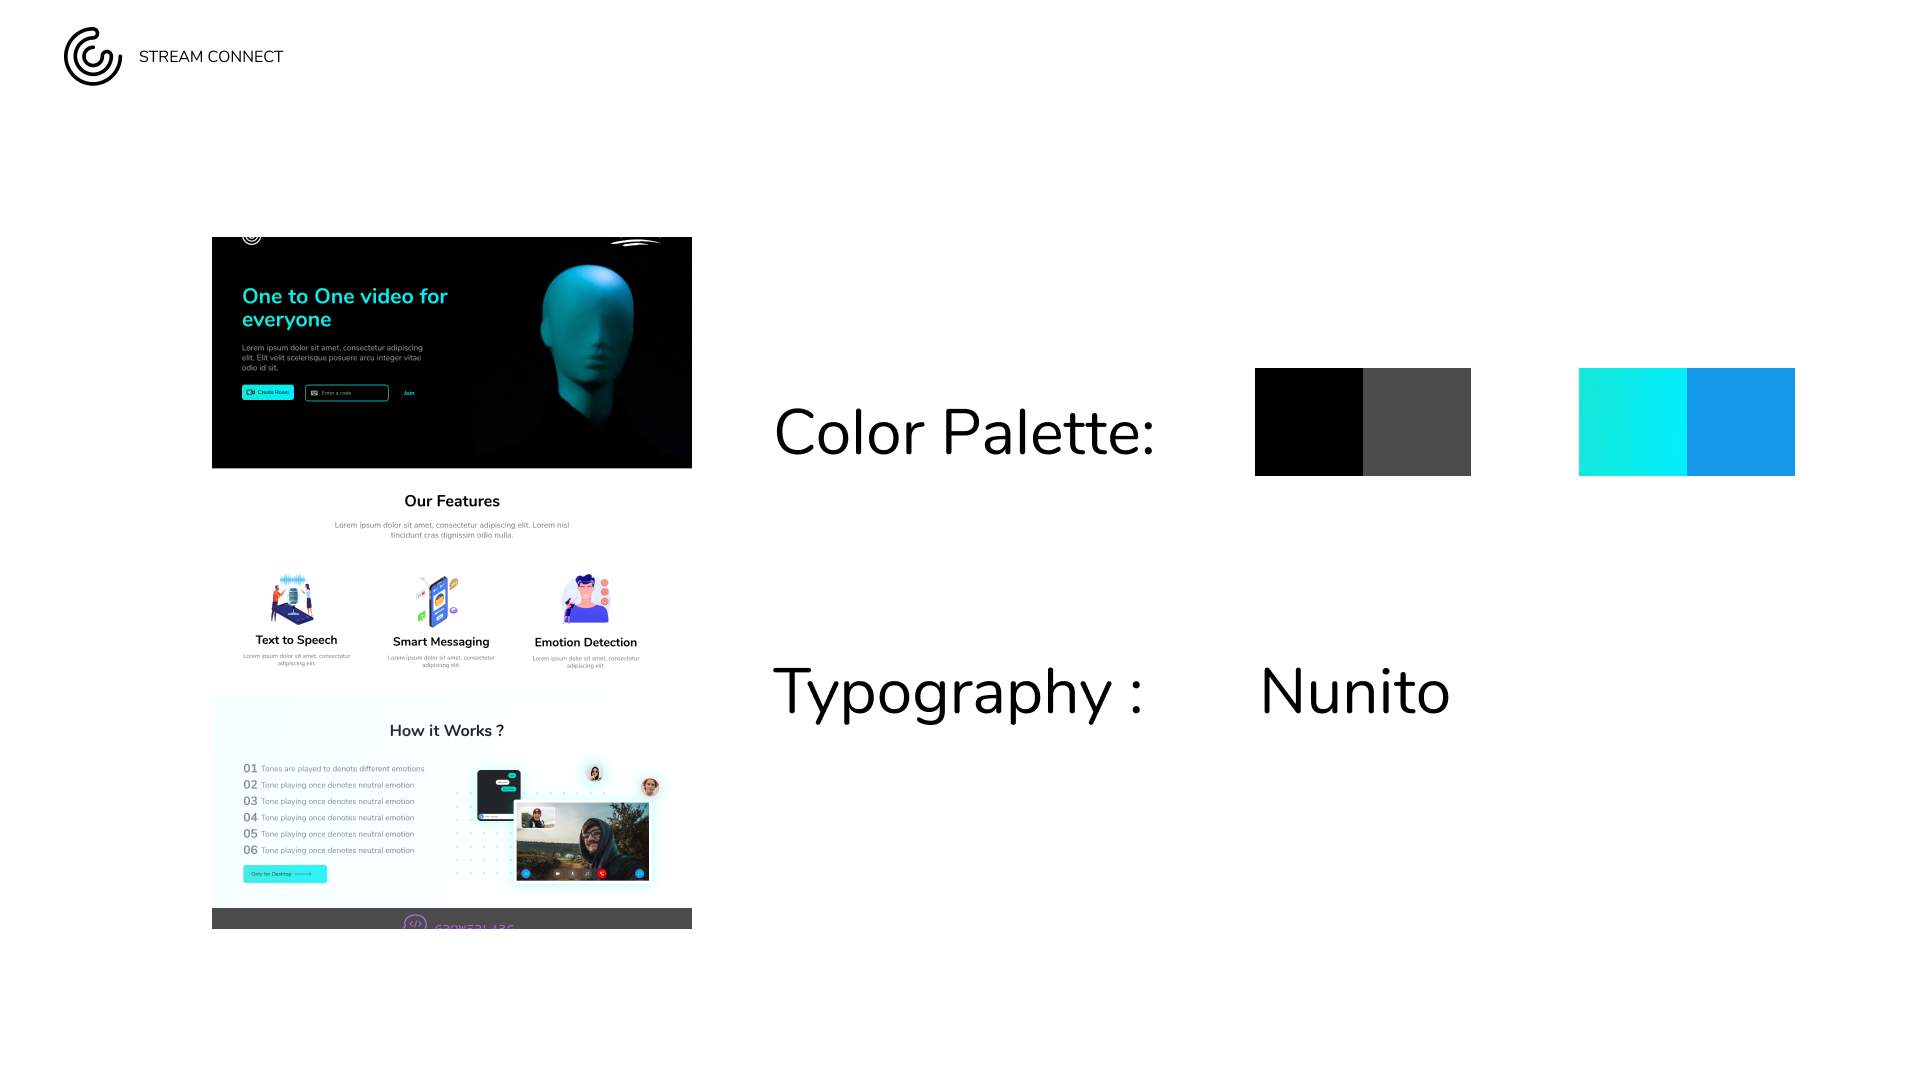 STREAM CONNECT
One to One video for
everyone
Lorem ipsum dolor sit amet, consectetur adipiscing
elit. Elit velit scelerisque posuere arcu integer vitae
odio id sit.
Create Room
Enter a code
Join
Our Features
Lorem ipsum dolor sit amet, consectetur adipiscing elit. Lorem nisl
tincidunt cras dignissim odio nulla.
Text to Speech
Lorem ipsum dolor sit amet, consectetur
adipiscing elit.
Smart Messaging
Lorem ipsum dolor sit amet, consectetur
adipiscing elit.
Emotion Detection
Lorem ipsum dolor sit amet, consectetur
adipiscing elit.
How it Works ?
01 Tones are played to denote different emotions
02 Tone playing once denotes neutral emotion
03 Tone playing once denotes neutral emotion
04 Tone playing once denotes neutral emotion
05 Tone playing once denotes neutral emotion
06 Tone playing once denotes neutral emotion
Only for Desktop
Color Palette:
Typography :
Nunito